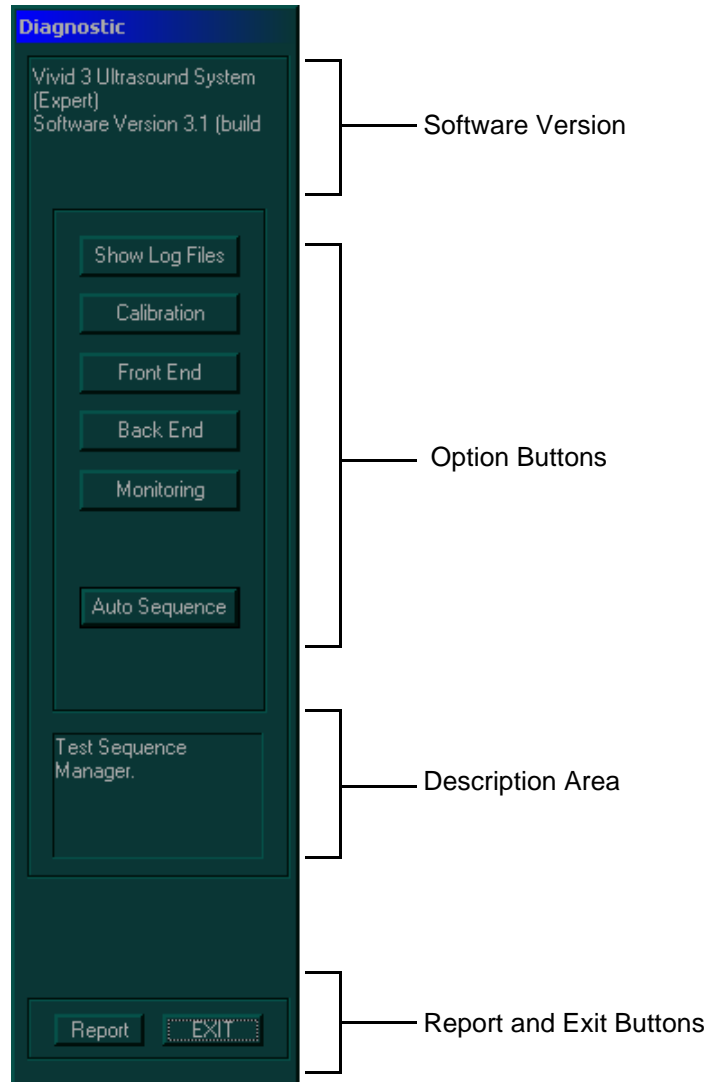 Diagnostic
Vivid 3 Ultrasound System
(Expert)
Software Version 3.1 (build
Software Version
Show Log Files
Calibration
Front End
Back End
Monitoring
Auto Sequence
Option Buttons
Test Sequence
Manager.
Description Area
Report
EXIT
Report and Exit Buttons